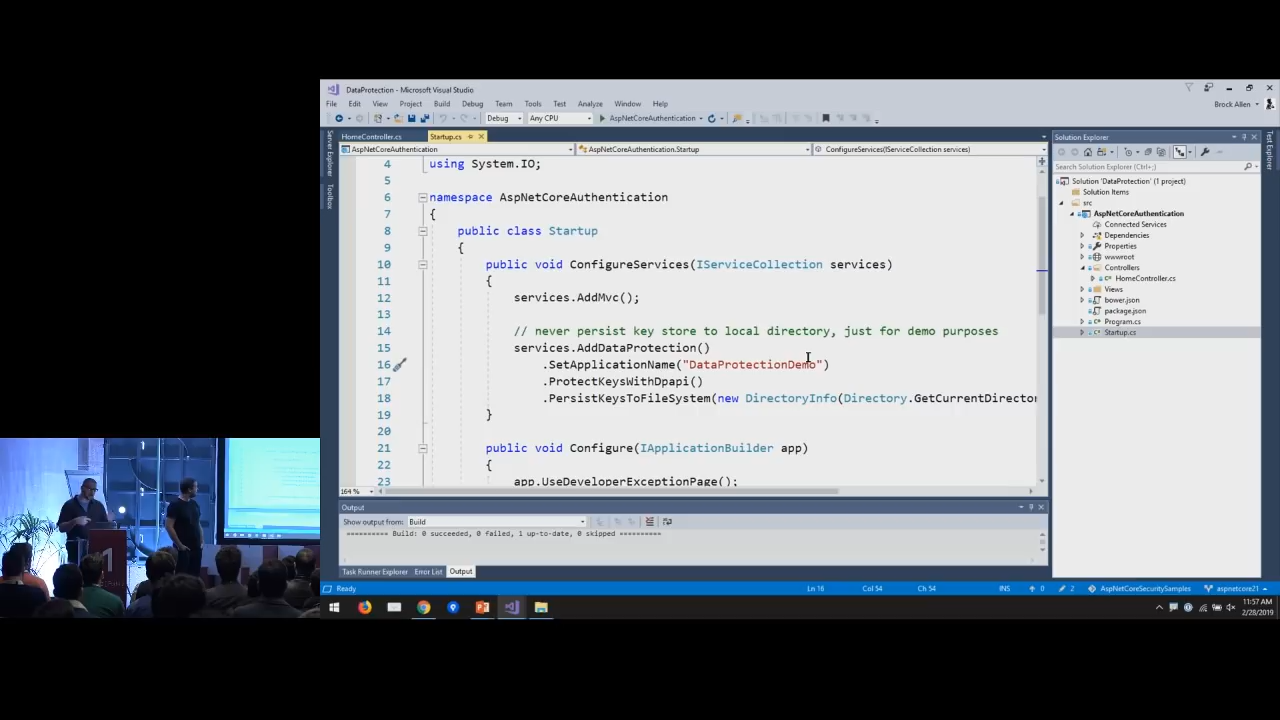 DataProtection - Microsoft Visual Studio
Brock Allen
File Edit View Project Build Debug Team Tools Test Analyze Window Help
Debug Any CPU AspNetCoreAuthentication
Server Explorer
Toolbox
HomeController.cs Startup.cs
AspNetCoreAuthentication AspNetCoreAuthentication.Startup ConfigureServices(IServiceCollection services)
4 using System.IO;
5
6 namespace AspNetCoreAuthentication
7 {
8 public class Startup
9 {
10 public void ConfigureServices(IServiceCollection services)
11 {
12 services.AddMvc();
13
14 // never persist key store to local directory, just for demo purposes
15 services.AddDataProtection()
16 .SetApplicationName("DataProtectionDemo")
17 .ProtectKeysWithDpapi()
18 .PersistKeysToFileSystem(new DirectoryInfo(Directory.GetCurrentDirector
19 }
20
21 public void Configure(IApplicationBuilder app)
22 {
23 app.UseDeveloperExceptionPage();
164 %
Output
Show output from: Build
========== Build: 0 succeeded, 0 failed, 1 up-to-date, 0 skipped ==========
Task Runner Explorer Error List Output
Solution Explorer
Search Solution Explorer (Ctrl+;)
Solution 'DataProtection' (1 project)
Solution Items
src
AspNetCoreAuthentication
Connected Services
Dependencies
Properties
wwwroot
Controllers
HomeController.cs
Views
bower.json
package.json
Program.cs
Startup.cs
Test Explorer
Ready Ln 16 Col 54 Ch 54 INS 0 2 AspNetCoreSecuritySamples aspnetcore21
11:57 AM
2/28/2019